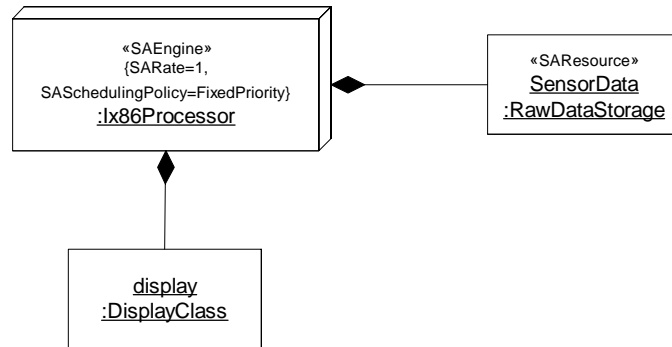 «SAEngine»
{SARate=1,
SASchedulingPolicy=FixedPriority}
:Ix86Processor
«SAResource»
SensorData
:RawDataStorage
display
:DisplayClass